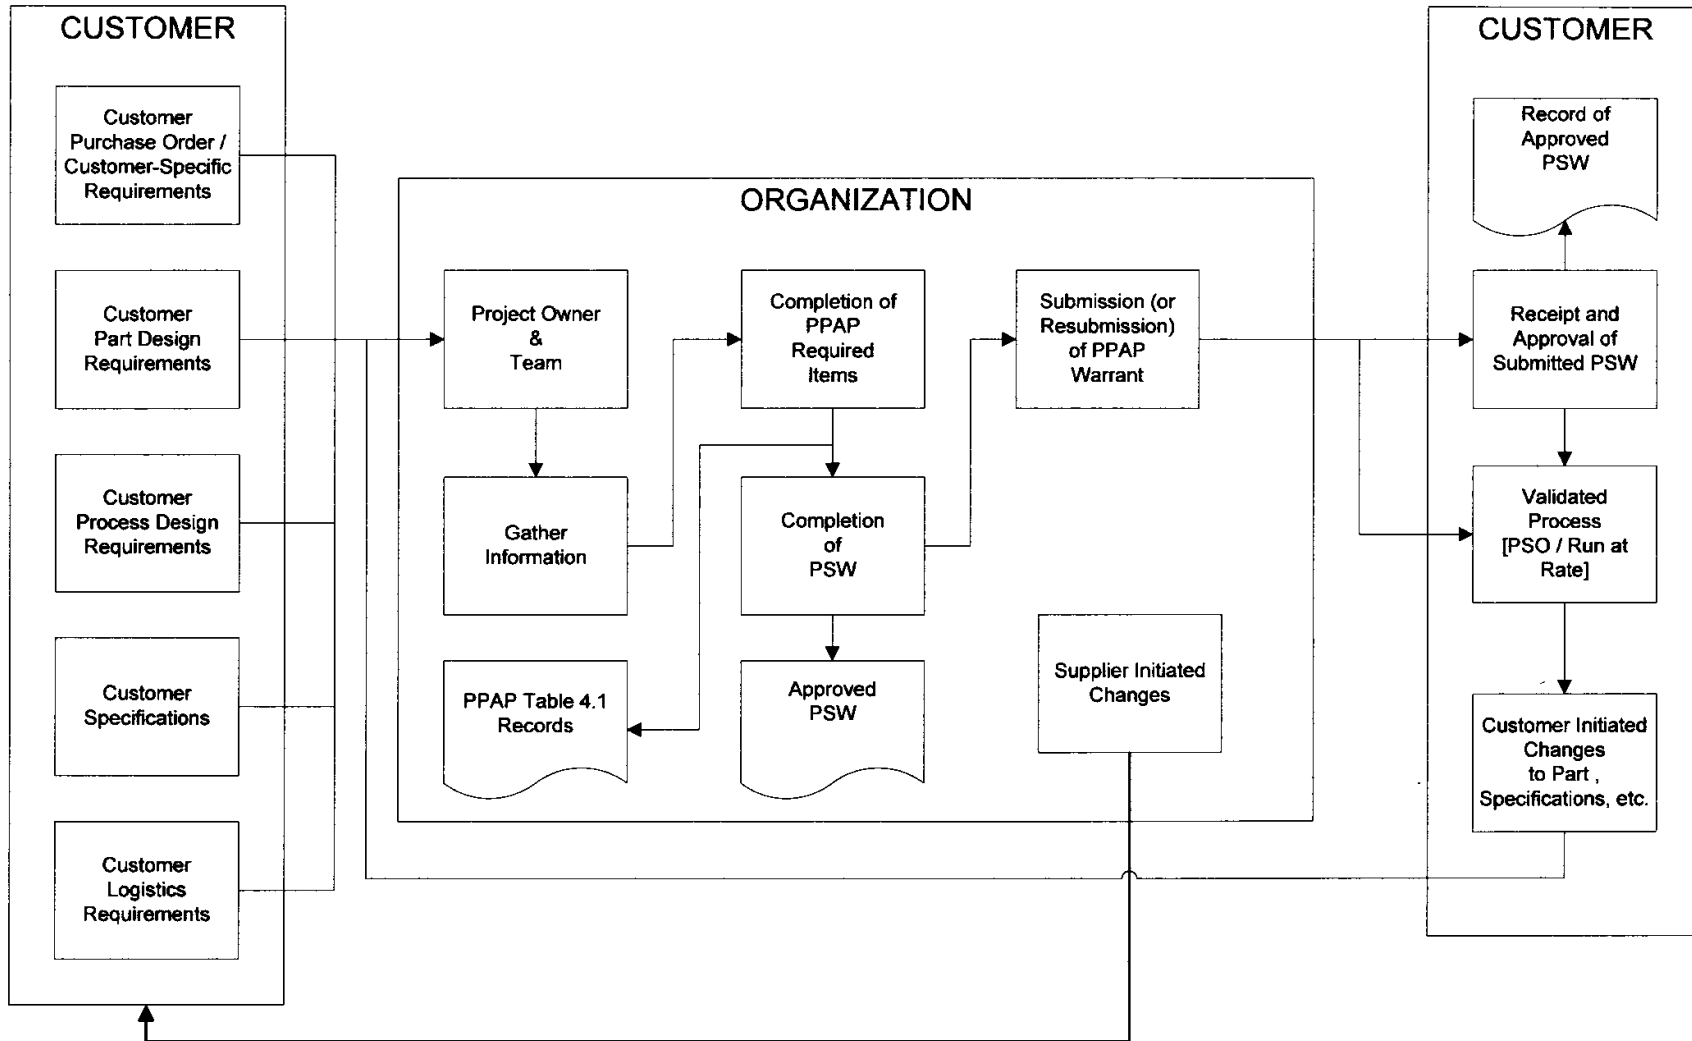 CUSTOMER
Customer
Purchase Order /
Customer-Specific
Requirements
Customer
Part Design
Requirements
Customer
Process Design
Requirements
Customer
Specifications
Customer
Logistics
Requirements
ORGANIZATION
Project Owner
&
Team
Gather
Information
PPAP Table 4.1
Records
Completion of
PPAP
Required
Items
Completion
of
PSW
Approved
PSW
Submission (or
Resubmission)
of PPAP
Warrant
Supplier Initiated
Changes
CUSTOMER
Record of
Approved
PSW
Receipt and
Approval of
Submitted PSW
Validated
Process
[PSO / Run at
Rate]
Customer Initiated
Changes
to Part ,
Specifications, etc.